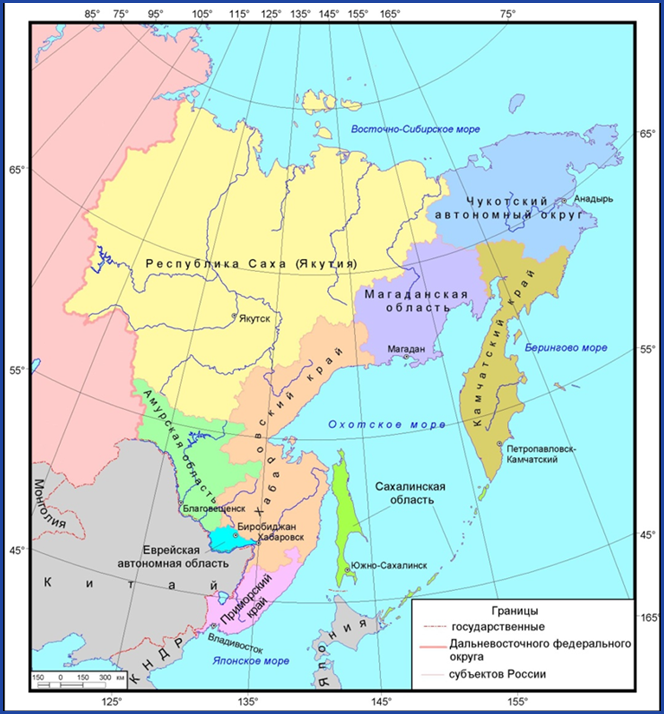 85° 75° 95° 105° 115° 125° 135° 145° 155° 165° 75°
Восточно-Сибирское море
65°
65°
Чукотский
автономный округ
Анадырь
Республика Саха (Якутия)
Магаданская
область
Якутск
Камчатский край
Магадан
Берингово море
55°
55°
Хабаровский край
Амурская область
Охотское море
Петропавловск-
Камчатский
Сахалинская
область
Монголия
Благовещенск
Биробиджан
Хабаровск
45°
45°
Еврейская
автономная область
Южно-Сахалинск
Китай
Приморский
край
Владивосток
КНДР
Япония
Японское море
165°
Границы
государственные
Дальневосточного федерального
округа
субъектов России
150 0 150 300 км
125° 135° 145° 155°